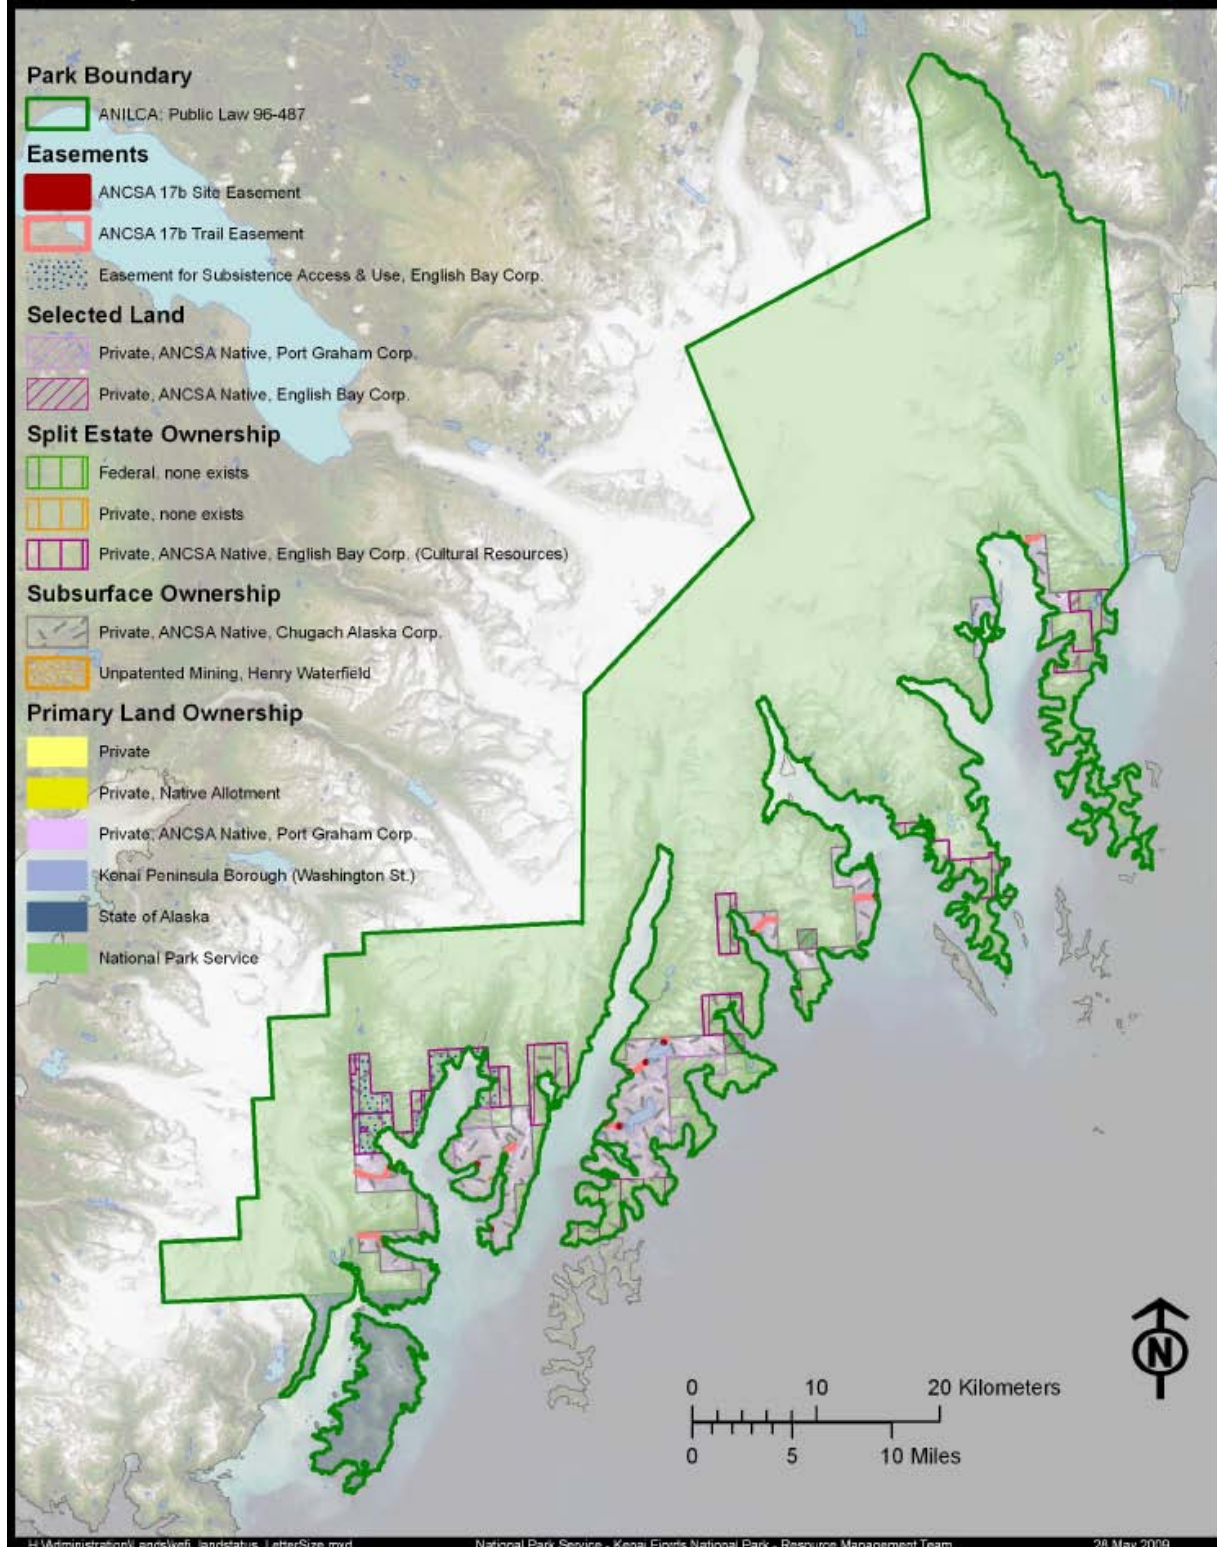 Park Boundary
ANILCA: Public Law 96-487
Easements
ANCSA 17b Site Easement
ANCSA 17b Trail Easement
Easement for Subsistence Access & Use, English Bay Corp.
Selected Land
Private, ANCSA Native, Port Graham Corp.
Private, ANCSA Native, English Bay Corp.
Split Estate Ownership
Federal, none exists
Private, none exists
Private, ANCSA Native, English Bay Corp. (Cultural Resources)
Subsurface Ownership
Private, ANCSA Native, Chugach Alaska Corp.
Unpatented Mining, Henry Waterfield
Primary Land Ownership
Private
Private, Native Allotment
Private, ANCSA Native, Port Graham Corp.
Kenai Peninsula Borough (Washington St.)
State of Alaska
National Park Service
N
0 10 20 Kilometers
0 5 10 Miles
H:\Administration\Lands\kefi_landstatus_LetterSize.mxd National Park Service - Kenai Fjords National Park - Resource Management Team 28 May 2009